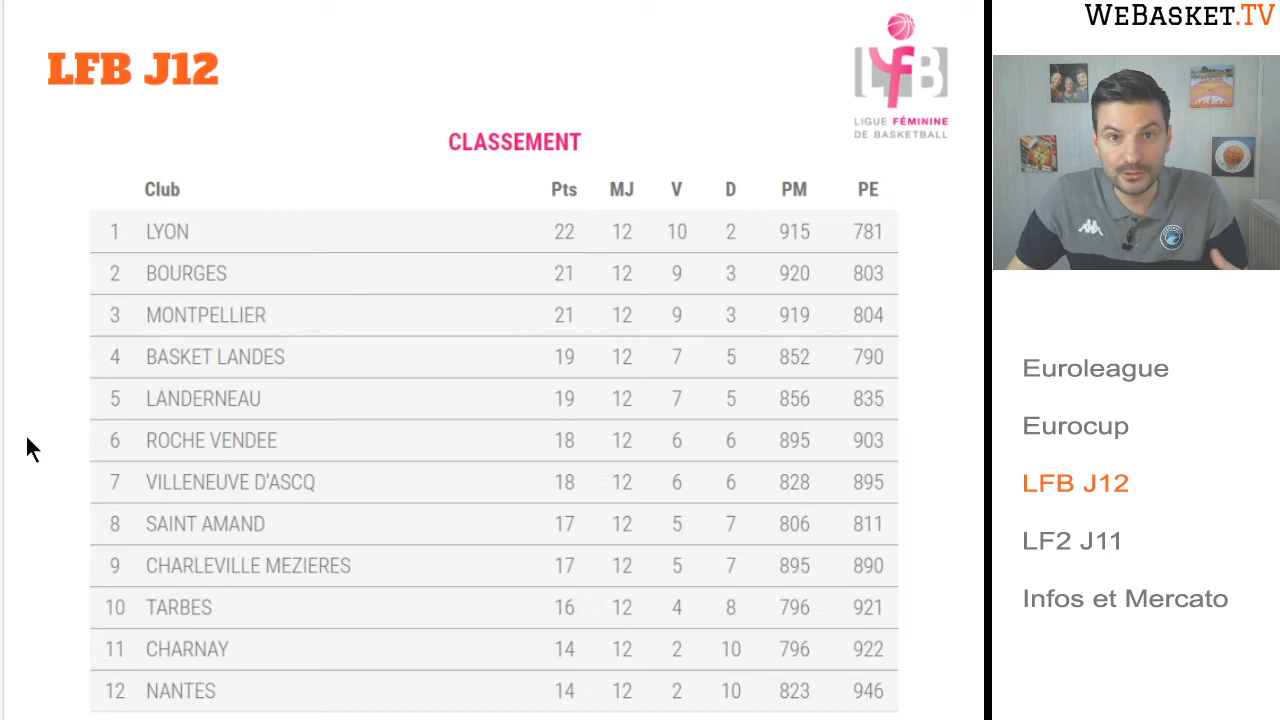 WEBASKET.TV
LFB J12
LFB
LIGUE FÉMININE
DE BASKETBALL
CLASSEMENT
Club Pts MJ V D PM PE
1 LYON 22 12 10 2 915 781
2 BOURGES 21 12 9 3 920 803
3 MONTPELLIER 21 12 9 3 919 804
4 BASKET LANDES 19 12 7 5 852 790
5 LANDERNEAU 19 12 7 5 856 835
6 ROCHE VENDEE 18 12 6 6 895 903
7 VILLENEUVE D'ASCQ 18 12 6 6 828 895
8 SAINT AMAND 17 12 5 7 806 811
9 CHARLEVILLE MEZIERES 17 12 5 7 895 890
10 TARBES 16 12 4 8 796 921
11 CHARNAY 14 12 2 10 796 922
12 NANTES 14 12 2 10 823 946
Euroleague
Eurocup
LFB J12
LF2 J11
Infos et Mercato